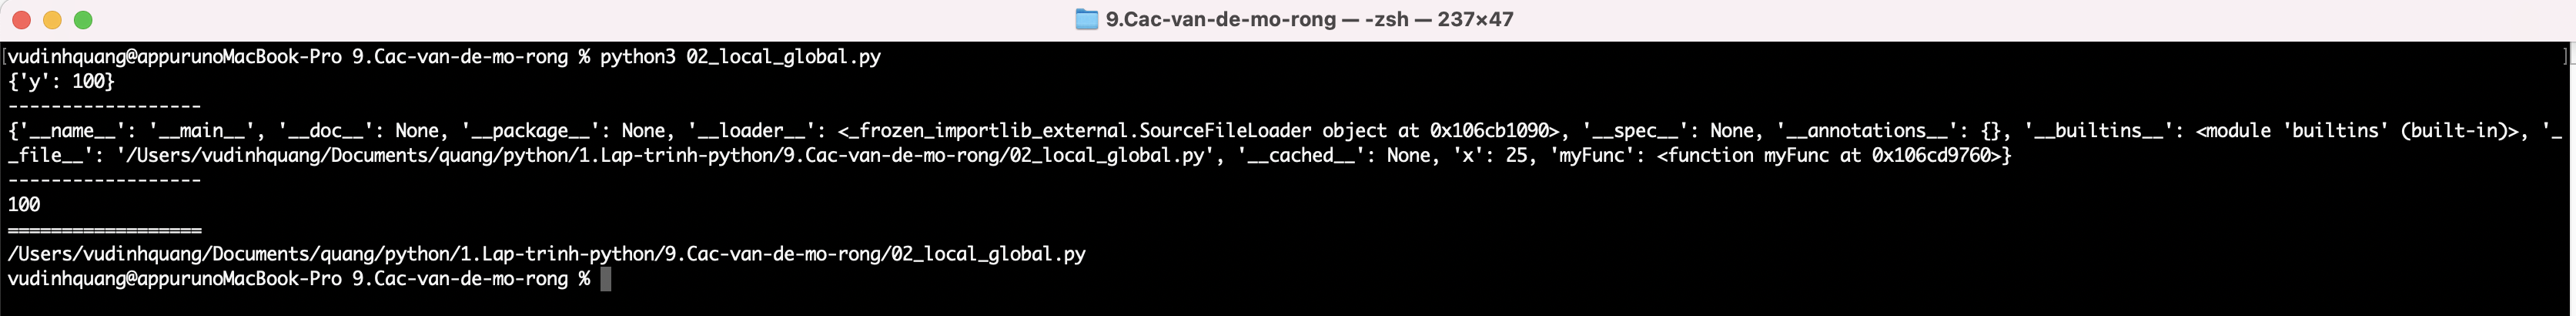 9.Cac-van-de-mo-rong — -zsh — 237×47
[vudinhquang@appurunoMacBook-Pro 9.Cac-van-de-mo-rong % python3 02_local_global.py ]
{'y': 100}
------------------
{'__name__': '__main__', '__doc__': None, '__package__': None, '__loader__': <_frozen_importlib_external.SourceFileLoader object at 0x106cb1090>, '__spec__': None, '__annotations__': {}, '__builtins__': <module 'builtins' (built-in)>, '_
_file__': '/Users/vudinhquang/Documents/quang/python/1.Lap-trinh-python/9.Cac-van-de-mo-rong/02_local_global.py', '__cached__': None, 'x': 25, 'myFunc': <function myFunc at 0x106cd9760>}
------------------
100
==================
/Users/vudinhquang/Documents/quang/python/1.Lap-trinh-python/9.Cac-van-de-mo-rong/02_local_global.py
vudinhquang@appurunoMacBook-Pro 9.Cac-van-de-mo-rong %